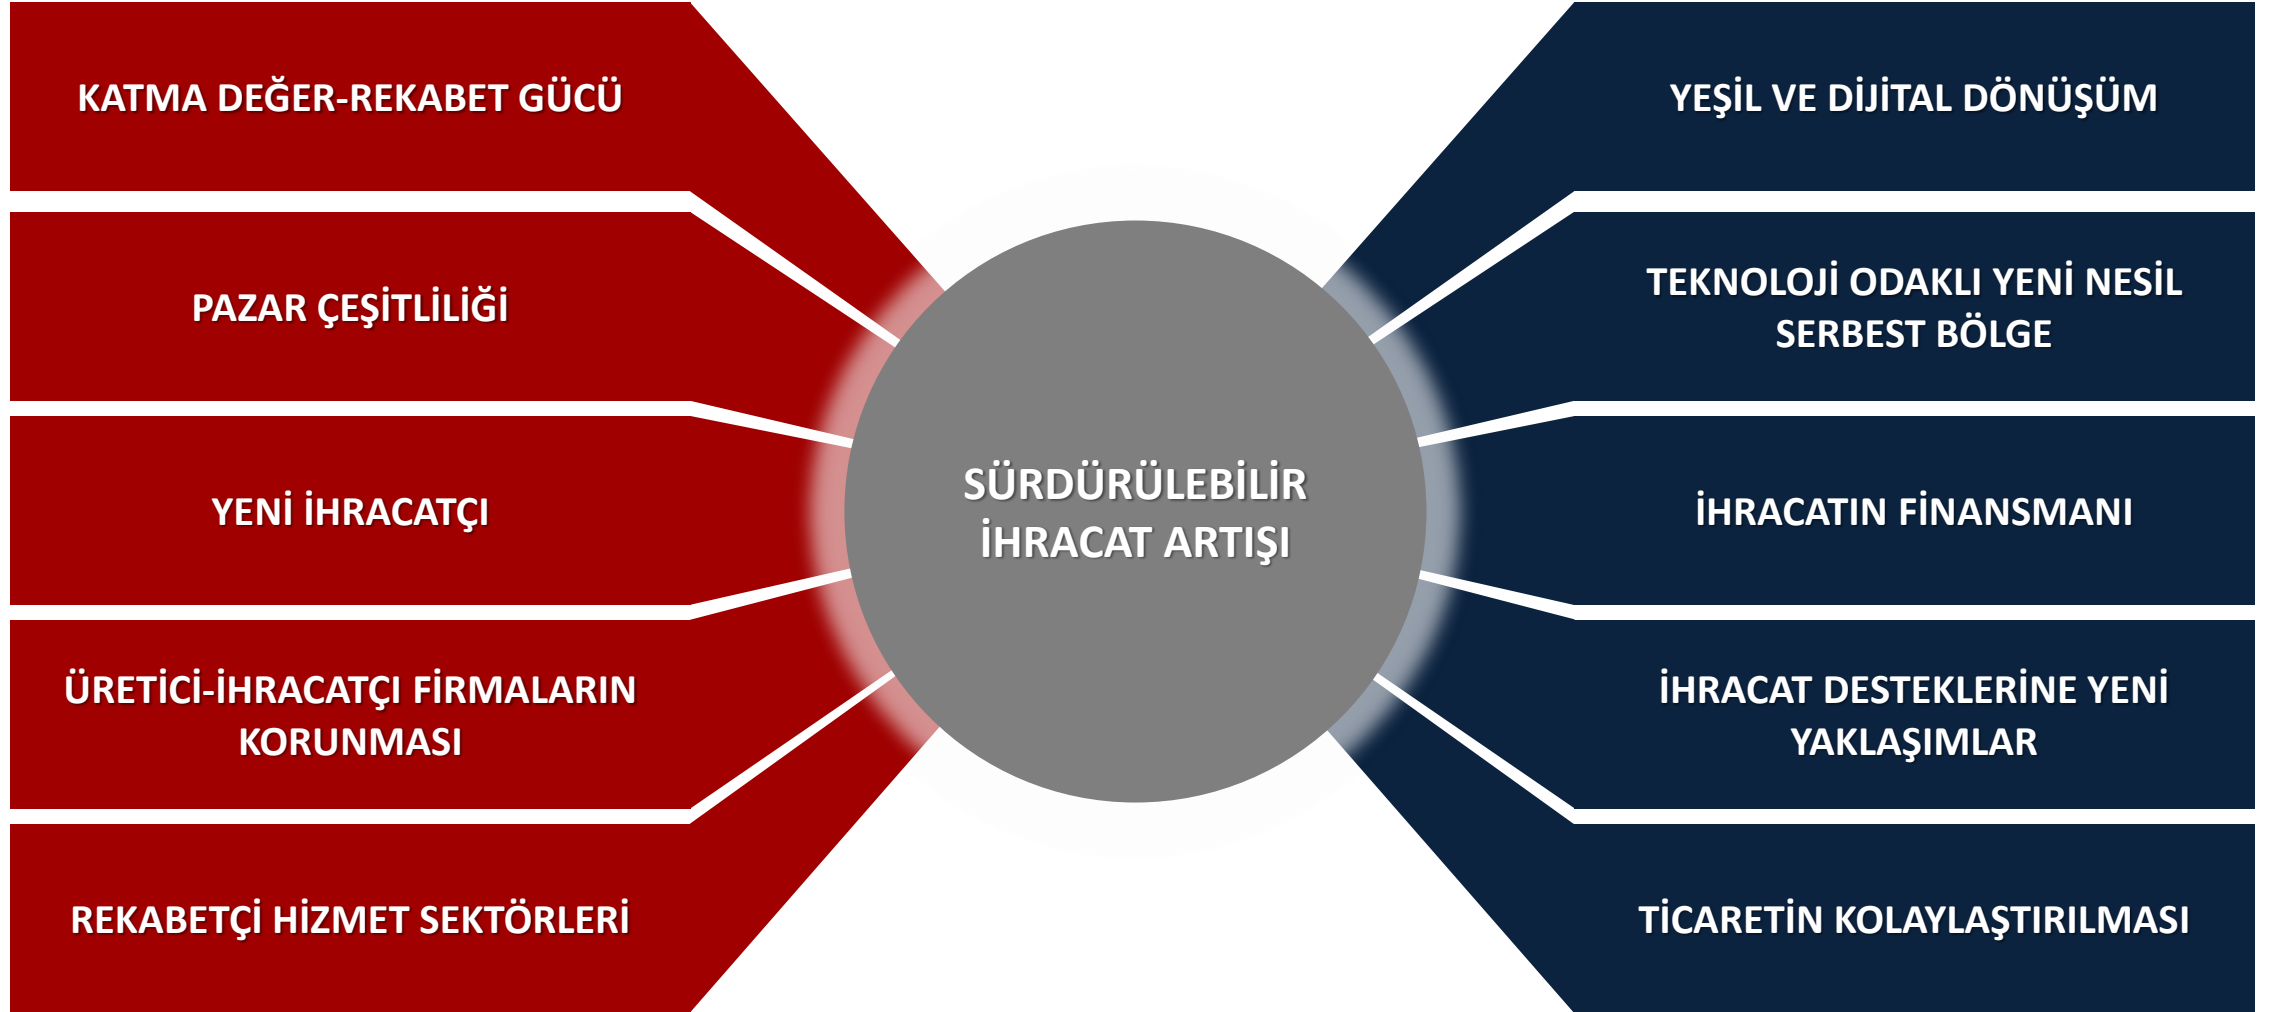 KATMA DEĞER-REKABET GÜCÜ
PAZAR ÇEŞİTLİLİĞİ
YENİ İHRACATÇI
ÜRETİCİ-İHRACATÇI FİRMALARIN
KORUNMASI
REKABETÇİ HİZMET SEKTÖRLERİ
SÜRDÜRÜLEBİLİR
İHRACAT ARTIŞI
YEŞİL VE DİJİTAL DÖNÜŞÜM
TEKNOLOJİ ODAKLI YENİ NESİL
SERBEST BÖLGE
İHRACATIN FİNANSMANI
İHRACAT DESTEKLERİNE YENİ
YAKLAŞIMLAR
TİCARETİN KOLAYLAŞTIRILMASI